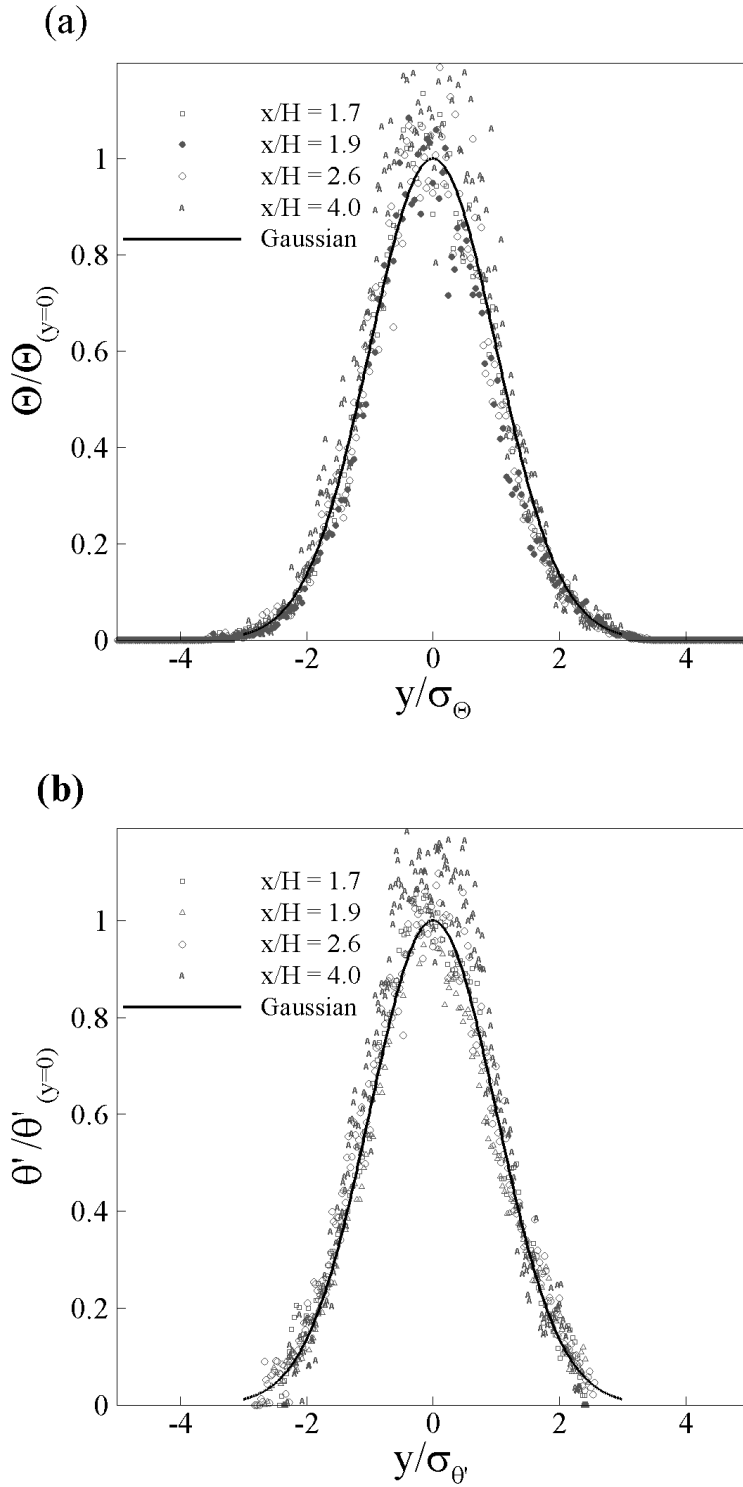 (a)
x/H = 1.7
x/H = 1.9
x/H = 2.6
x/H = 4.0
Gaussian
1
0.8
0.6
0.4
0.2
0
Θ/Θ(y=0)
-4 -2 0 2 4
y/σΘ
(b)
x/H = 1.7
x/H = 1.9
x/H = 2.6
x/H = 4.0
Gaussian
1
0.8
0.6
0.4
0.2
0
θ'/θ'(y=0)
-4 -2 0 2 4
y/σθ'